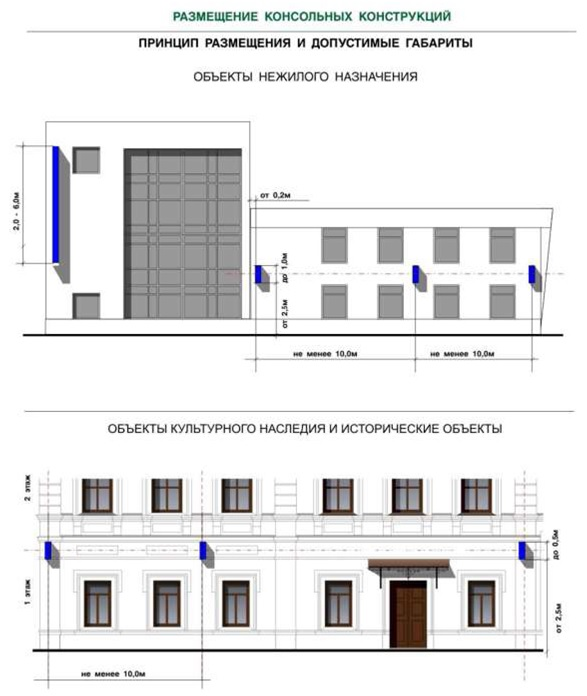 РАЗМЕЩЕНИЕ КОНСОЛЬНЫХ КОНСТРУКЦИЙ
ПРИНЦИП РАЗМЕЩЕНИЯ И ДОПУСТИМЫЕ ГАБАРИТЫ
ОБЪЕКТЫ НЕЖИЛОГО НАЗНАЧЕНИЯ
2,0 - 6,0м
от 0,2м
до 1,0м
от 2,5м
не менее 10,0м
не менее 10,0м
ОБЪЕКТЫ КУЛЬТУРНОГО НАСЛЕДИЯ И ИСТОРИЧЕСКИЕ ОБЪЕКТЫ
2 этаж
1 этаж
до 0,5м
от 2,5м
не менее 10,0м